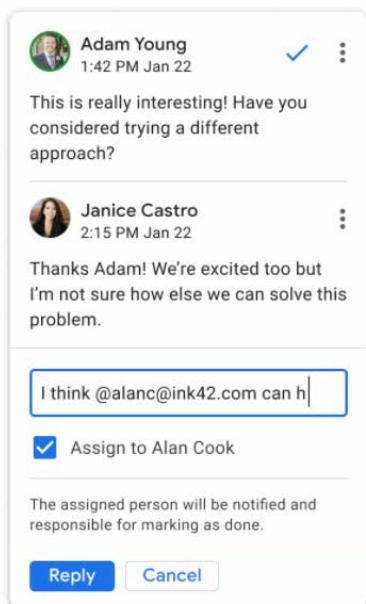 Adam Young
1:42 PM Jan 22
This is really interesting! Have you
considered trying a different
approach?
Janice Castro
2:15 PM Jan 22
Thanks Adam! We’re excited too but
I’m not sure how else we can solve this
problem.
I think @alanc@ink42.com can h
Assign to Alan Cook
The assigned person will be notified and
responsible for marking as done.
Reply
Cancel